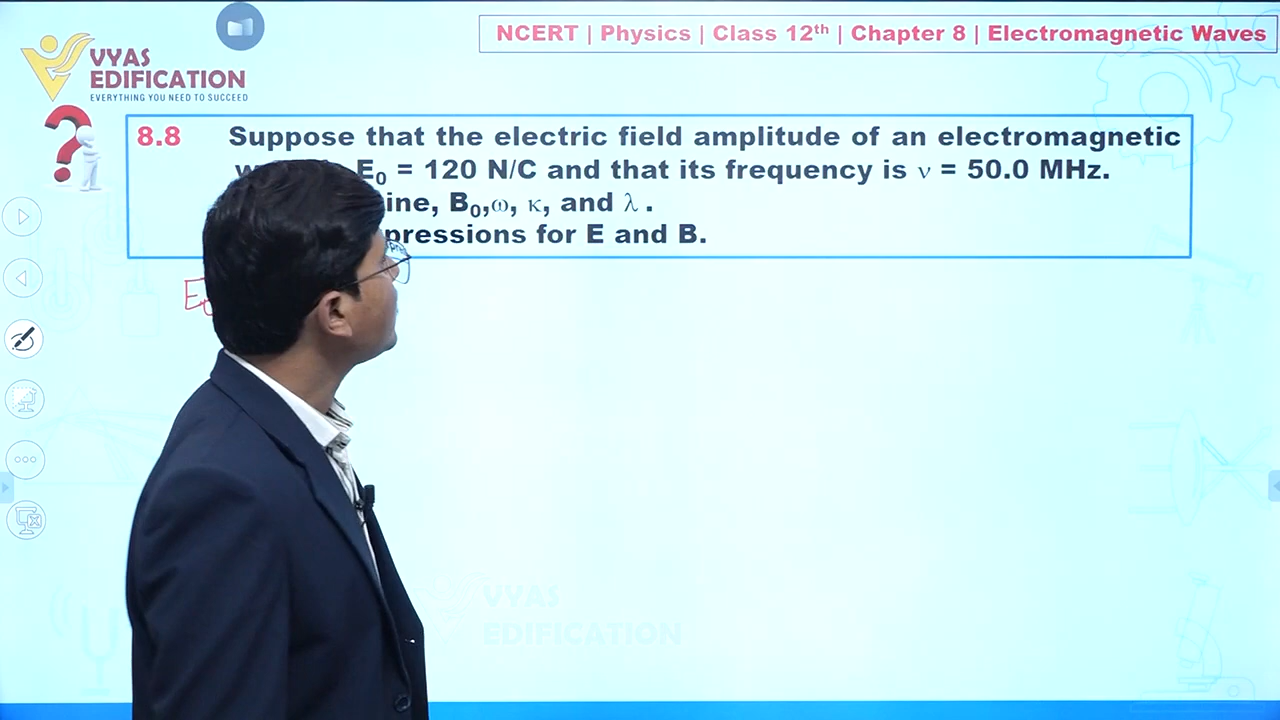 NCERT | Physics | Class 12th | Chapter 8 | Electromagnetic Waves
VYAS
EDIFICATION
EVERYTHING YOU NEED TO SUCCEED
8.8 Suppose that the electric field amplitude of an electromagnetic
E₀ = 120 N/C and that its frequency is ν = 50.0 MHz.
B₀,ω, κ, and λ .
for E and B.
VYAS
EDIFICATION